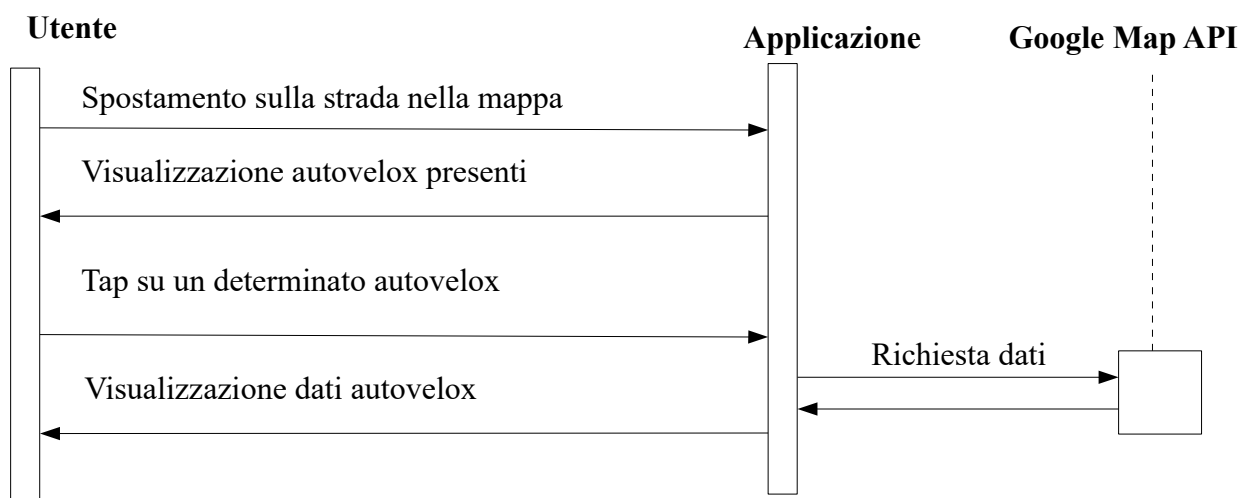 Utente
Applicazione
Google Map API
Spostamento sulla strada nella mappa
Visualizzazione autovelox presenti
Tap su un determinato autovelox
Richiesta dati
Visualizzazione dati autovelox